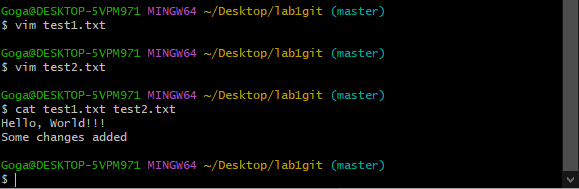 Goga@DESKTOP-5VPM971 MINGW64 ~/Desktop/lab1git (master)
$ vim test1.txt
Goga@DESKTOP-5VPM971 MINGW64 ~/Desktop/lab1git (master)
$ vim test2.txt
Goga@DESKTOP-5VPM971 MINGW64 ~/Desktop/lab1git (master)
$ cat test1.txt test2.txt
Hello, World!!!
Some changes added
Goga@DESKTOP-5VPM971 MINGW64 ~/Desktop/lab1git (master)
$